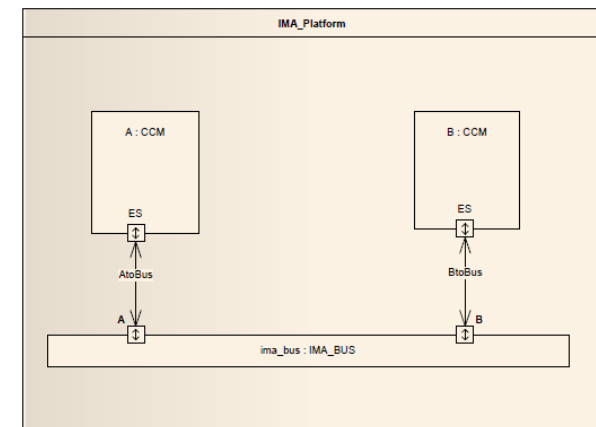 IMA_Platform
A : CCM
B : CCM
ES
ES
AtoBus
BtoBus
A
B
ima_bus : IMA_BUS